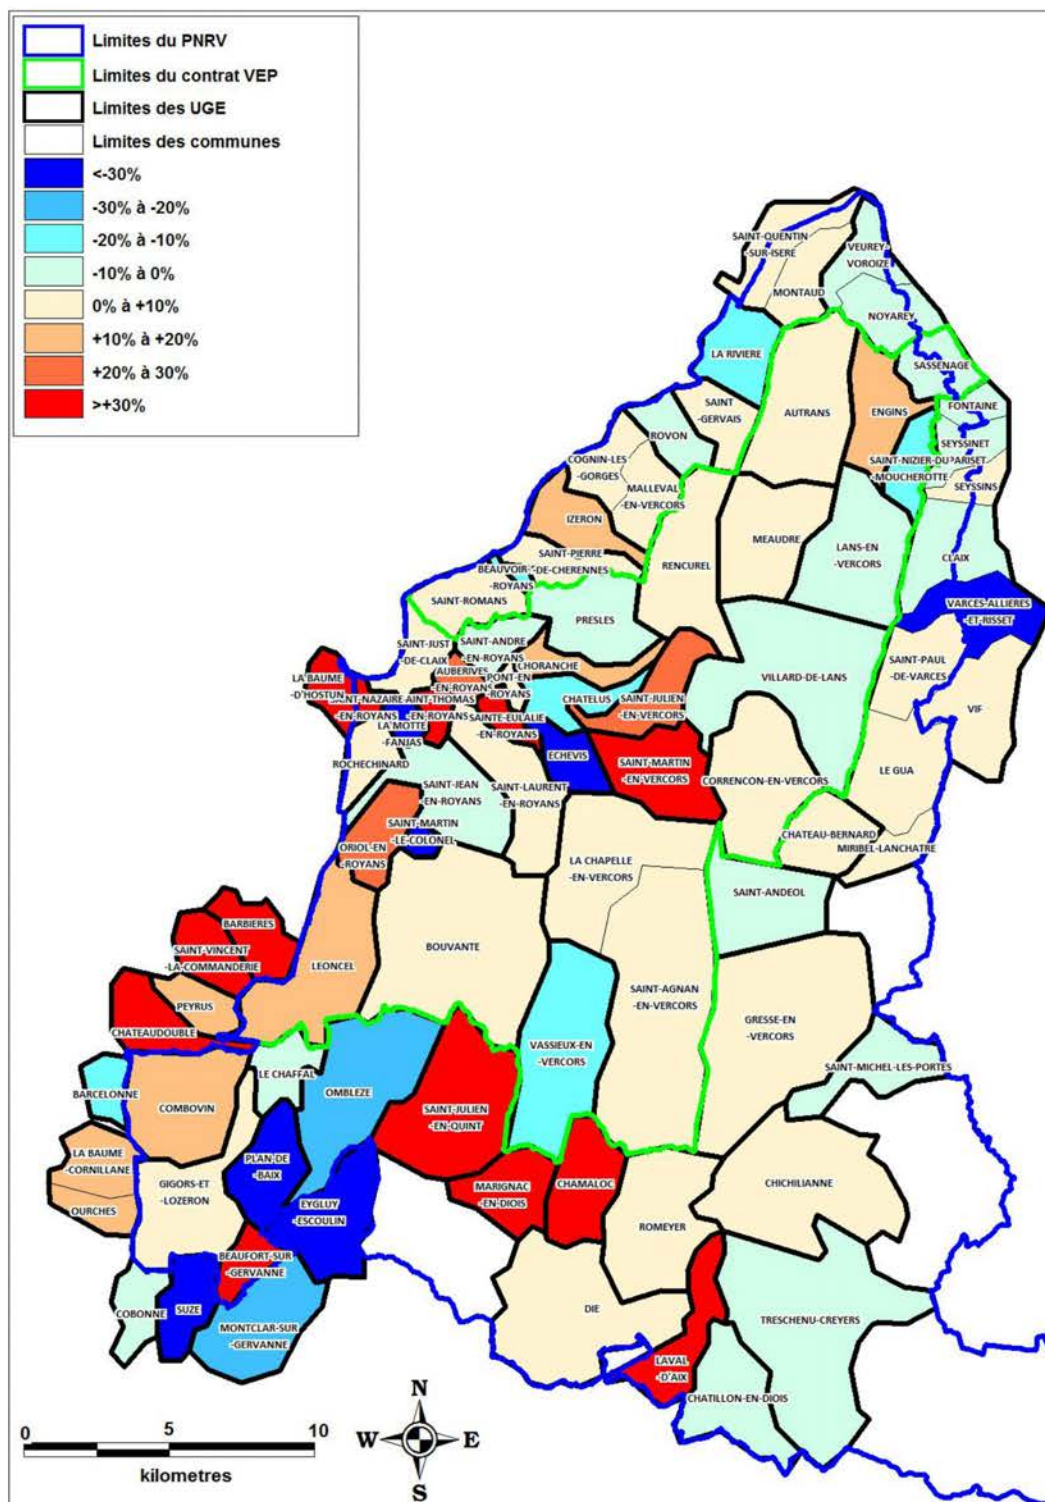 Limites du PNRV
Limites du contrat VEP
Limites des UGE
Limites des communes
<-30%
-30% à -20%
-20% à -10%
-10% à 0%
0% à +10%
+10% à +20%
+20% à 30%
>+30%
SAINT-QUENTIN
-SUR-ISERE
VEUREY-
VOROIZE
MONTAUD
NOYAREY
LA RIVIERE
SASSENAGE
SAINT
-GERVAIS
AUTRANS
ENGINS
FONTAINE
ROVON
SEYSSINET
COGNIN-LES
-GORGES
SAINT-NIZIER-DU
PARISET
-MOUCHEROTTE
SEYSSINS
MALLEVAL
-EN-VERCORS
IZERON
MEAUDRE
LANS-EN
-VERCORS
CLAIX
SAINT-PIERRE
-DE-CHERENNES
RENCUREL
BEAUVOIR-
-ROYANS
SAINT-ROMANS
VARCES-ALLIERES
-ET-RISSET
PRESLES
SAINT-JUST
-DE-CLAIX
SAINT-ANDRE
-EN-ROYANS
CHORANCHE
SAINT-PAUL
-DE-VARCES
AUBERIVES
-EN-ROYANS
PONT-EN
-ROYANS
VILLARD-DE-LANS
LA BAUME
-D'HOSTUN
SAINT-NAZAIRE
-EN-ROYANS
AINT-THOMAS
-EN-ROYANS
CHATELUS
SAINT-JULIEN
-EN-VERCORS
VIF
SAINTE-EULALIE
-EN-ROYANS
LA MOTTE
-FANJAS
ROCHECHINARD
ECHEVIS
SAINT-MARTIN
-EN-VERCORS
LE GUA
CORRENCON-EN-VERCORS
SAINT-JEAN
-EN-ROYANS
SAINT-LAURENT
-EN-ROYANS
SAINT-MARTIN
-LE-COLONEL
CHATEAU-BERNARD
MIRIBEL-LANCHATRE
ORIOL-EN
-ROYANS
LA CHAPELLE
-EN-VERCORS
SAINT-ANDEOL
BARBIERES
SAINT-VINCENT
-LA-COMMANDERIE
BOUVANTE
LEONCEL
SAINT-AGNAN
-EN-VERCORS
PEYRUS
GRESSE-EN
-VERCORS
CHATEAUDOUBLE
VASSIEUX-EN
-VERCORS
SAINT-MICHEL-LES-PORTES
LE CHAFFAL
BARCELONNE
OMBLEZE
COMBOVIN
SAINT-JULIEN
-EN-QUINT
LA BAUME
-CORNILLANE
PLAN-DE
-BAIX
GIGORS-ET
-LOZERON
MARIGNAC
-EN-DIOIS
CHAMALOC
CHICHILIANNE
OURCHES
EYGLUY
-ESCOULIN
ROMEYER
BEAUFORT-SUR
-GERVANNE
COBONNE
SUZE
DIE
TRESCHENU-CREYERS
MONTCLAR-SUR
-GERVANNE
LAVAL
-D'AIX
CHATILLON-EN-DIOIS
N
W
E
S
0 5 10
kilometres